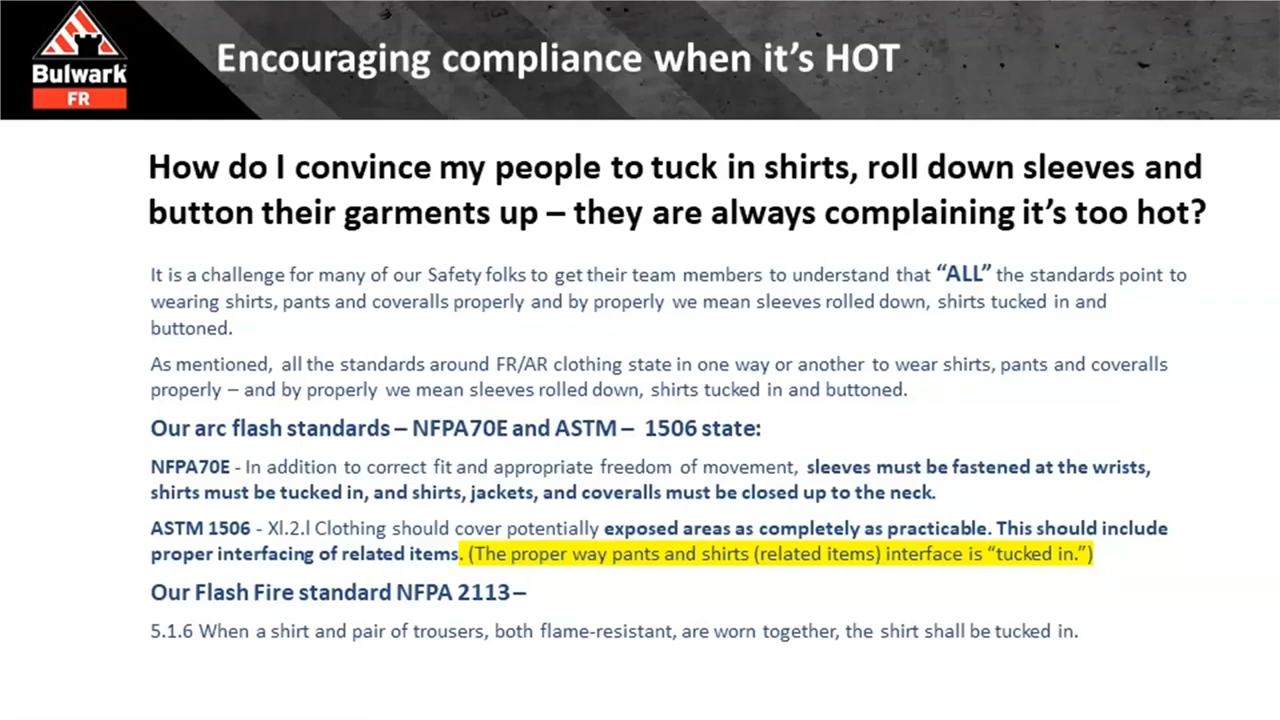 Bulwark
FR
Encouraging compliance when it's HOT
How do I convince my people to tuck in shirts, roll down sleeves and
button their garments up – they are always complaining it's too hot?
It is a challenge for many of our Safety folks to get their team members to understand that “ALL” the standards point to
wearing shirts, pants and coveralls properly and by properly we mean sleeves rolled down, shirts tucked in and
buttoned.
As mentioned, all the standards around FR/AR clothing state in one way or another to wear shirts, pants and coveralls
properly – and by properly we mean sleeves rolled down, shirts tucked in and buttoned.
Our arc flash standards – NFPA70E and ASTM – 1506 state:
NFPA70E - In addition to correct fit and appropriate freedom of movement, sleeves must be fastened at the wrists,
shirts must be tucked in, and shirts, jackets, and coveralls must be closed up to the neck.
ASTM 1506 - Xl.2.l Clothing should cover potentially exposed areas as completely as practicable. This should include
proper interfacing of related items. (The proper way pants and shirts (related items) interface is “tucked in.”)
Our Flash Fire standard NFPA 2113 –
5.1.6 When a shirt and pair of trousers, both flame-resistant, are worn together, the shirt shall be tucked in.